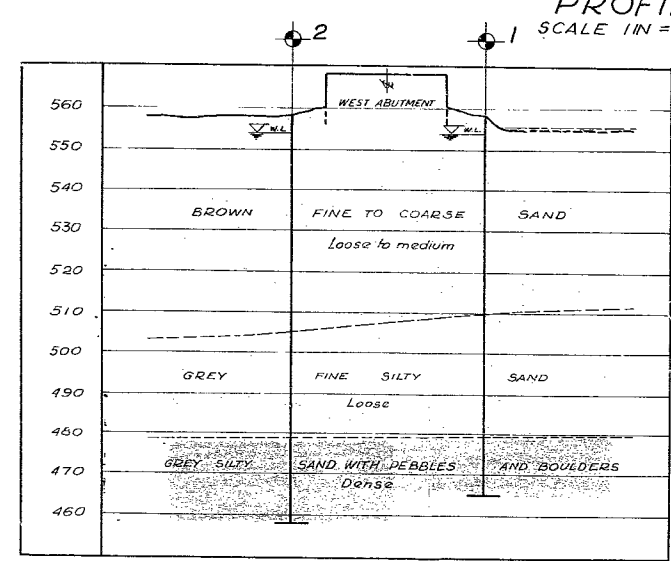 PROFI
SCALE 1IN =
2
1
560
550
540
530
520
510
500
490
480
470
460
WEST ABUTMENT
W.L.
W.L.
BROWN FINE TO COARSE SAND
Loose to medium
GREY FINE SILTY SAND
Loose
GREY SILTY SAND WITH PEBBLES AND BOULDERS
Dense